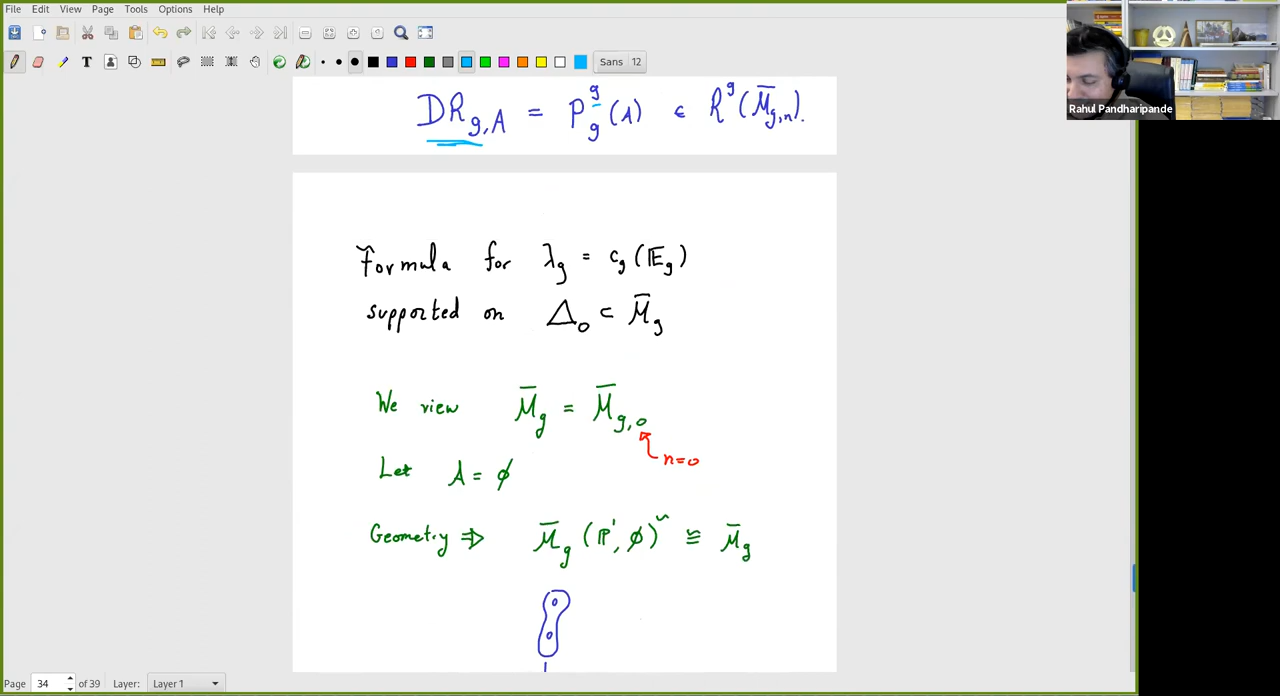 File Edit View Page Tools Options Help
Sans 12
Rahul Pandharipande
DR_{g,A} = P_g^g (A) ∈ R^g (M̄_{g,n}).
Formula for λ_g = c_g (𝔼_g)
supported on Δ_0 ⊂ M̄_g
We view M̄_g = M̄_{g,0}
n=0
Let A = ∅
Geometry ⇒ M̄_g (ℙ^1, ∅)^~ ≅ M̄_g
Page 34 of 39 Layer: Layer 1